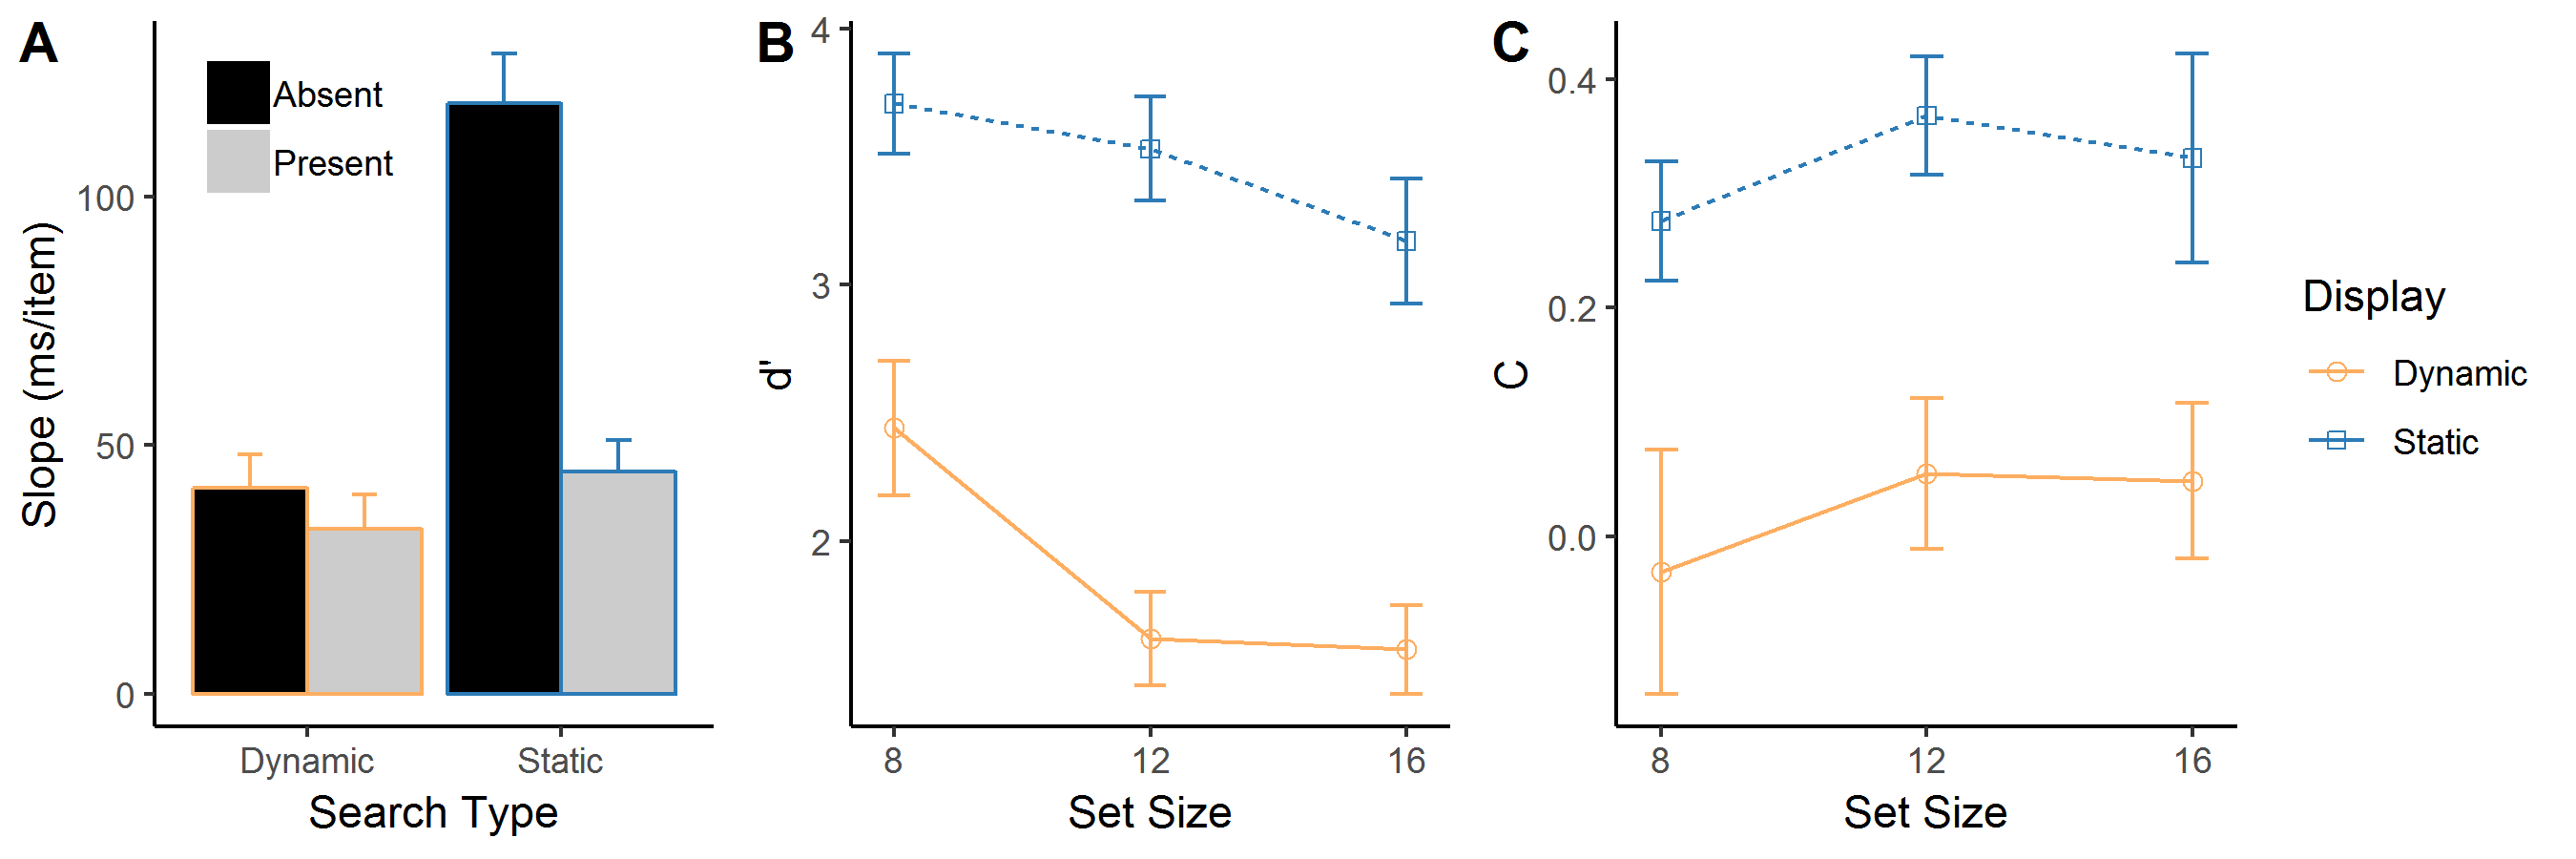 A
Absent
Present
Slope (ms/item)
100
50
0
Dynamic
Static
Search Type
B
d'
4
3
2
8
12
16
Set Size
C
C
0.4
0.2
0.0
8
12
16
Set Size
Display
Dynamic
Static